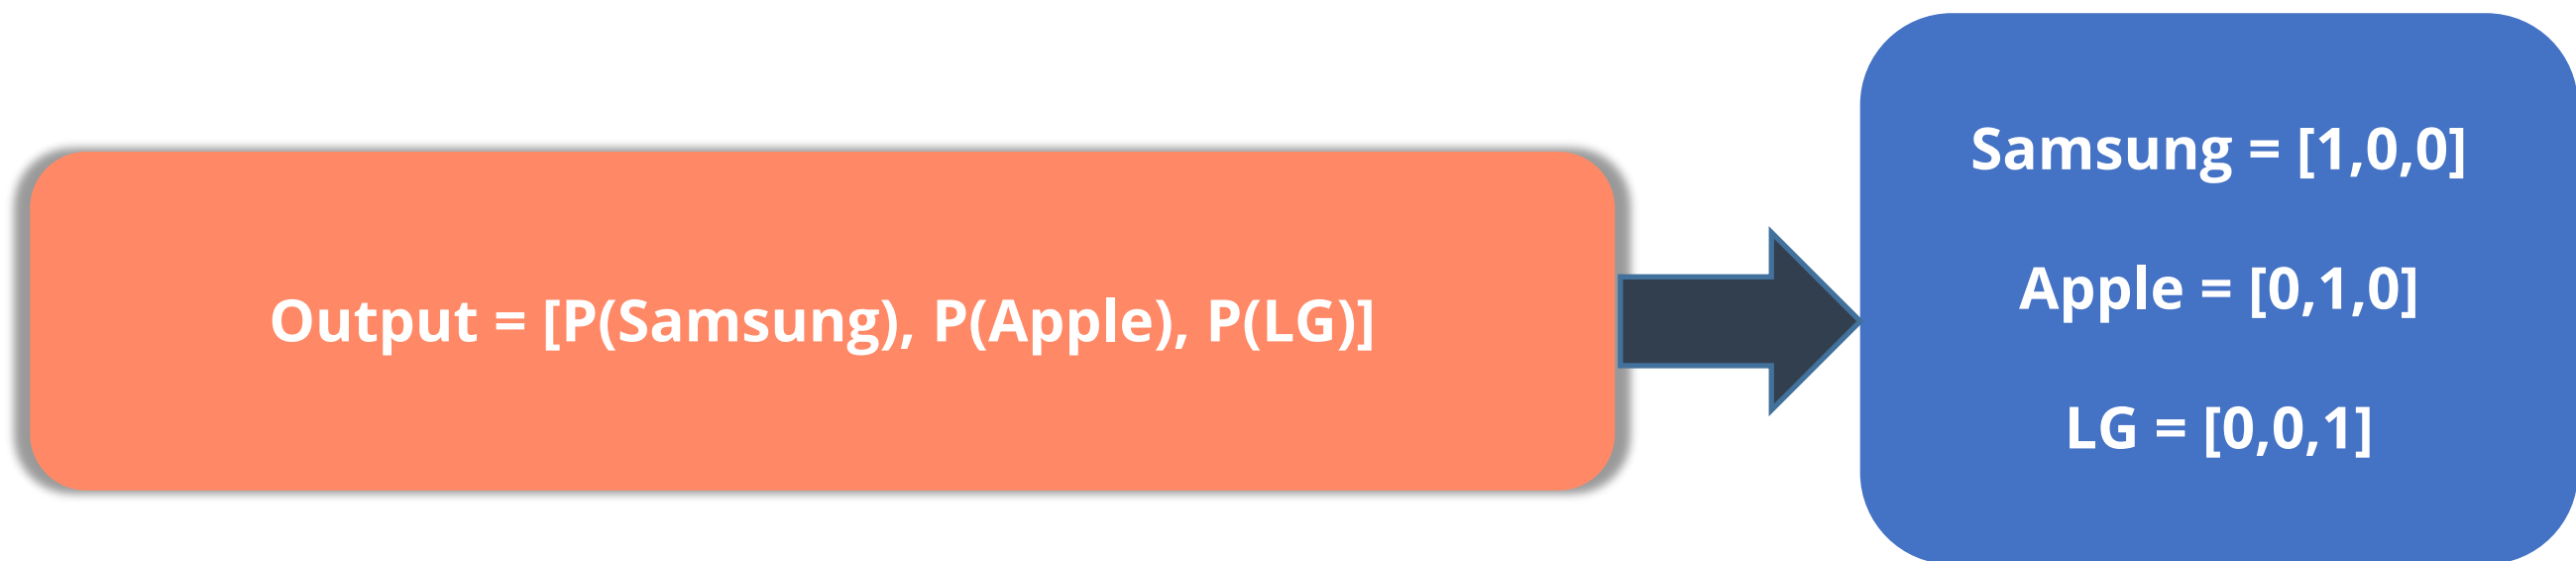 Output = [P(Samsung), P(Apple), P(LG)]
Samsung = [1,0,0]
Apple = [0,1,0]
LG = [0,0,1]